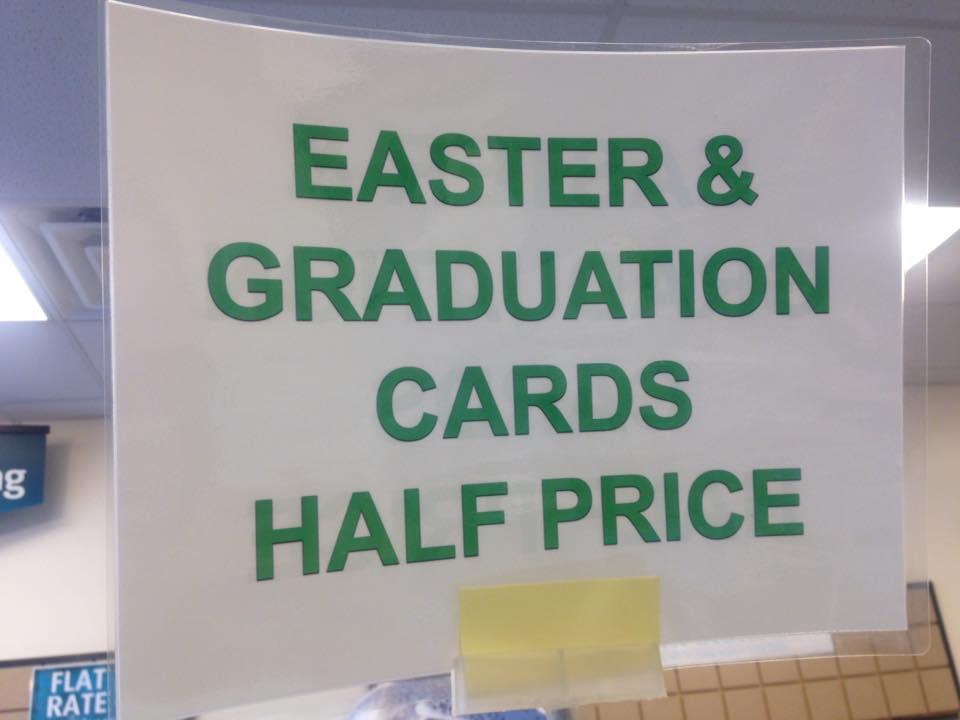 EASTER &
GRADUATION
CARDS
HALF PRICE
FLAT
RATE